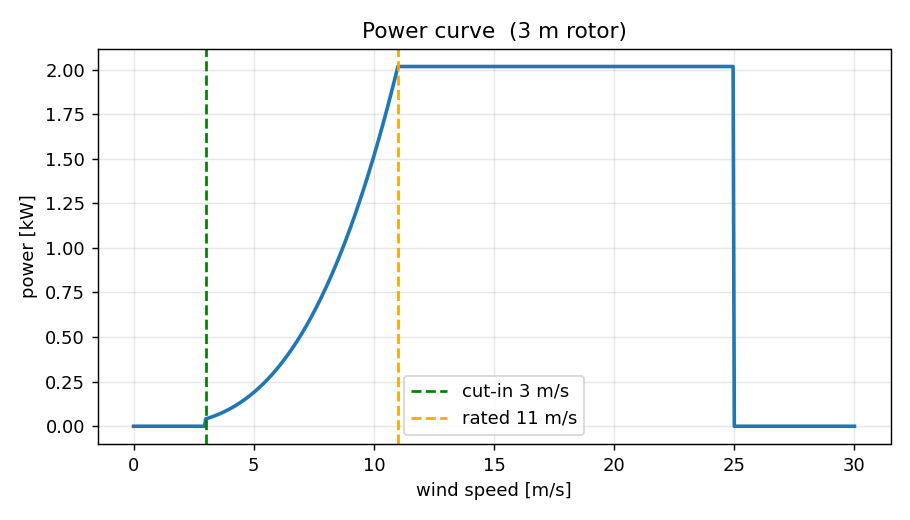 Power curve  (3 m rotor)
power [kW]
2.00
1.75
1.50
1.25
1.00
0.75
0.50
0.25
0.00
cut-in 3 m/s
rated 11 m/s
0 5 10 15 20 25 30
wind speed [m/s]